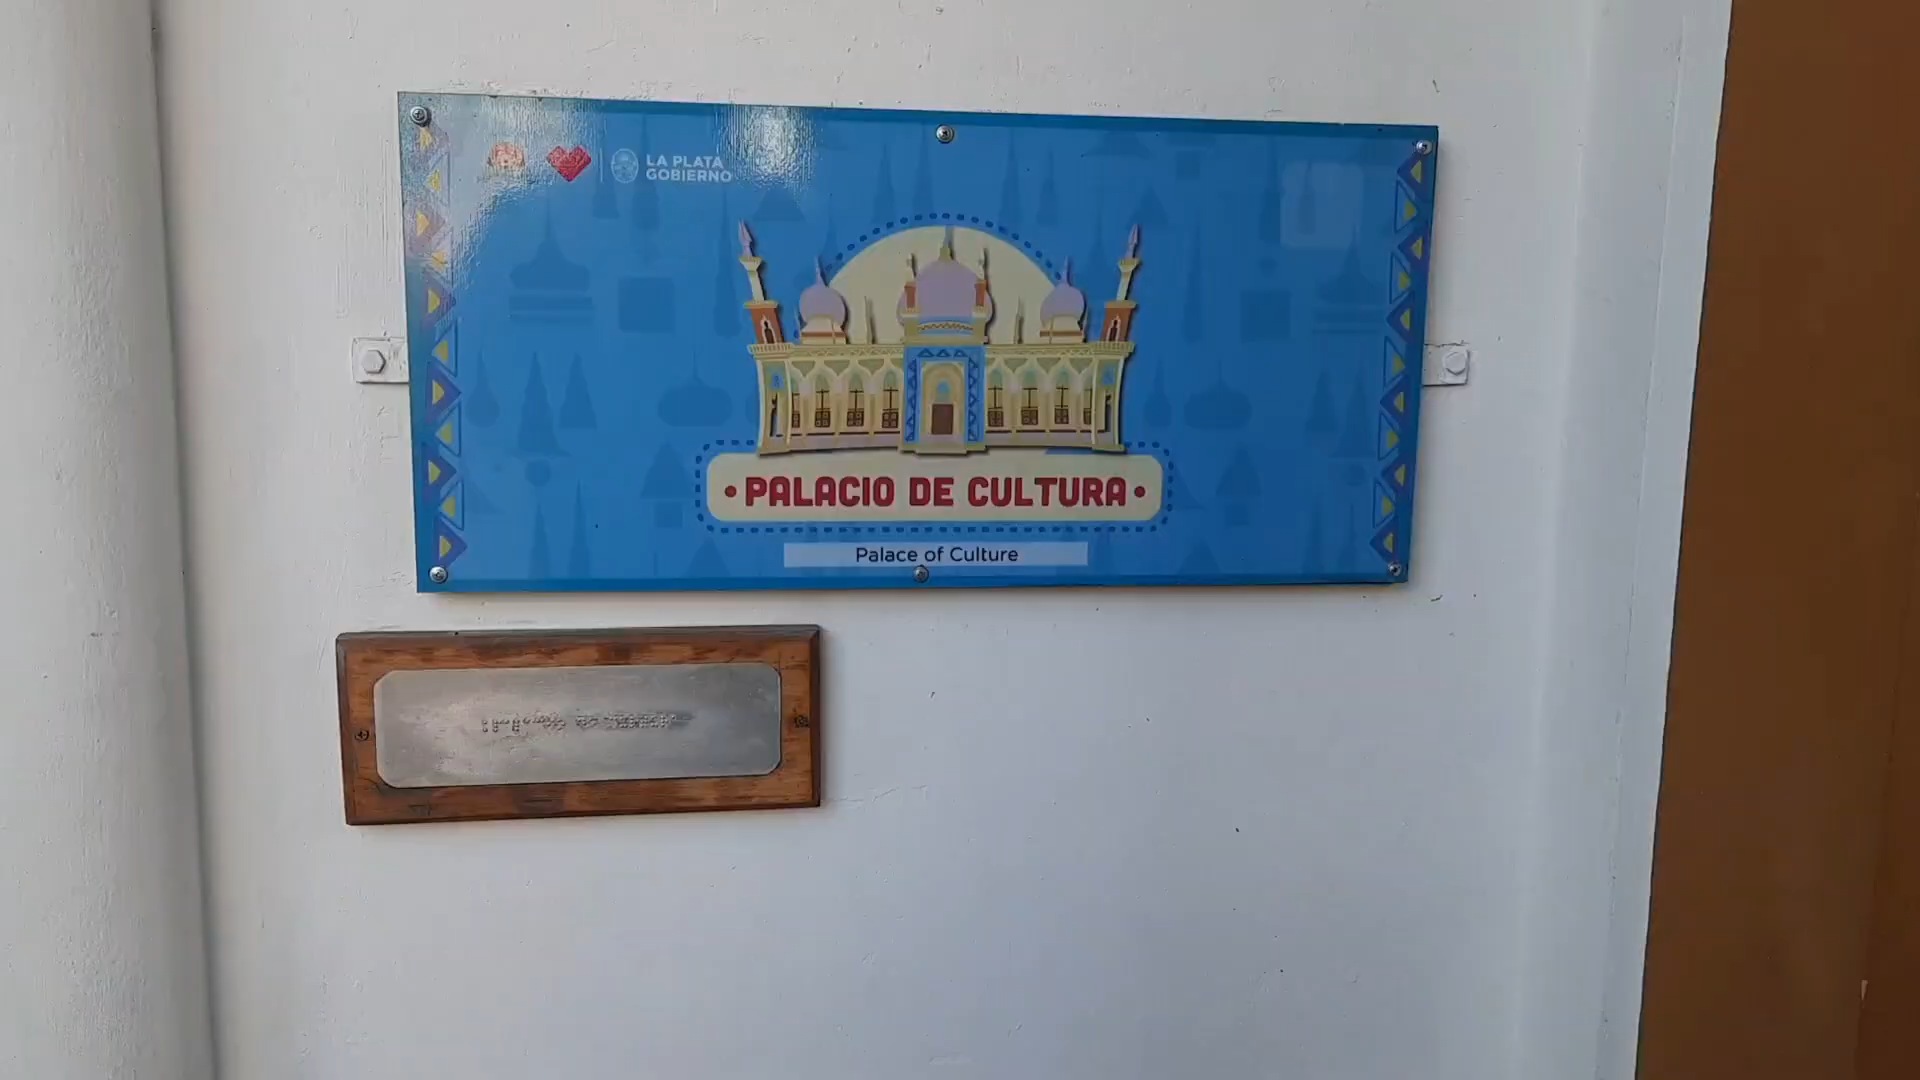 LA PLATA
GOBIERNO
• PALACIO DE CULTURA •
Palace of Culture